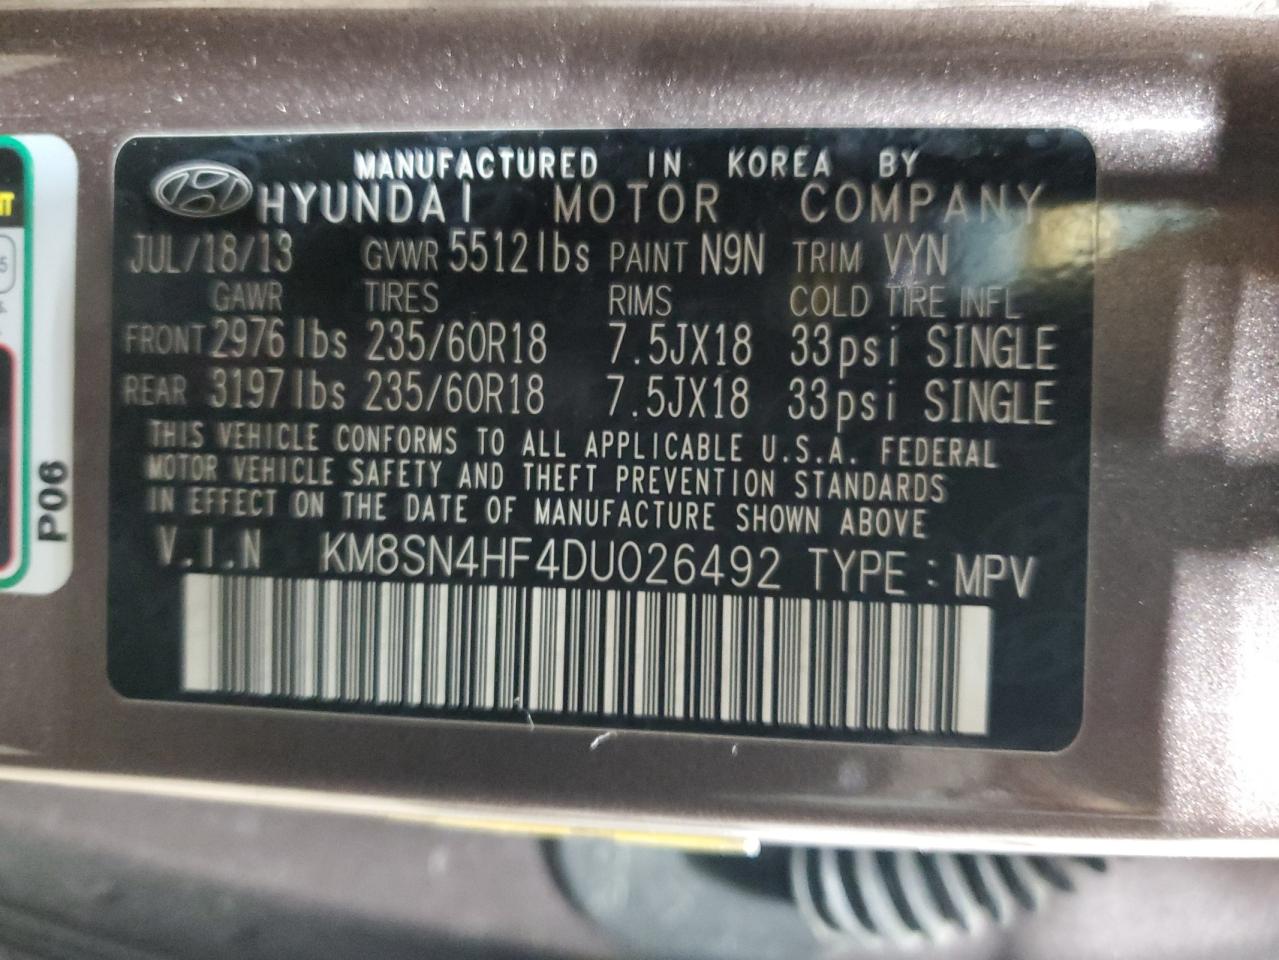 MANUFACTURED IN KOREA BY
HYUNDAI MOTOR COMPANY
JUL/18/13 GVWR 5512lbs PAINT N9N TRIM VYN
GAWR TIRES RIMS COLD TIRE INFL
FRONT 2976lbs 235/60R18 7.5JX18 33psi SINGLE
REAR 3197lbs 235/60R18 7.5JX18 33psi SINGLE
THIS VEHICLE CONFORMS TO ALL APPLICABLE U.S.A. FEDERAL
MOTOR VEHICLE SAFETY AND THEFT PREVENTION STANDARDS
IN EFFECT ON THE DATE OF MANUFACTURE SHOWN ABOVE
V.I.N KM8SN4HF4DU026492 TYPE : MPV
P06